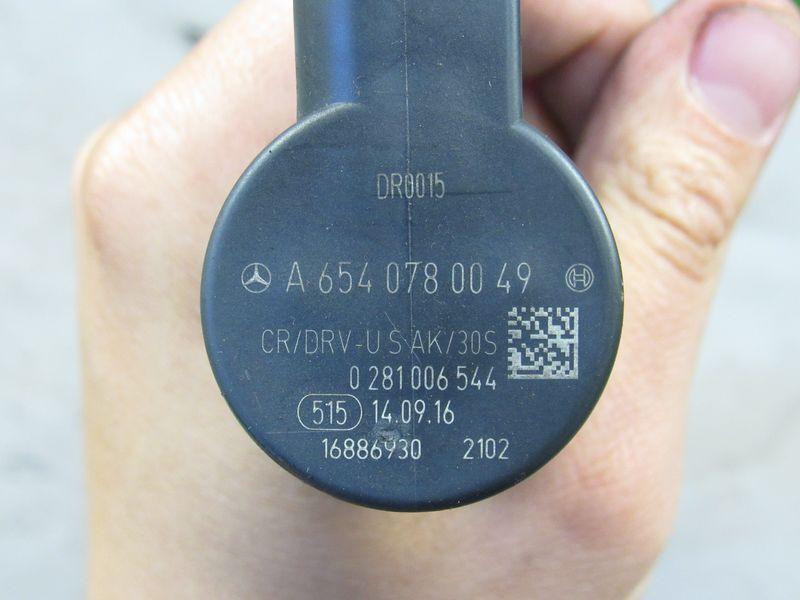 DR0015
A 654 078 00 49
CR/DRV-U S AK/30S
0 281 006 544
515 14.09.16
16886930 2102